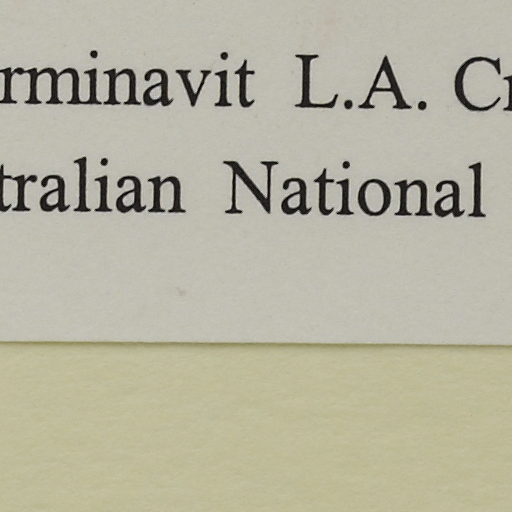 rminavit L.A. Cr
tralian National